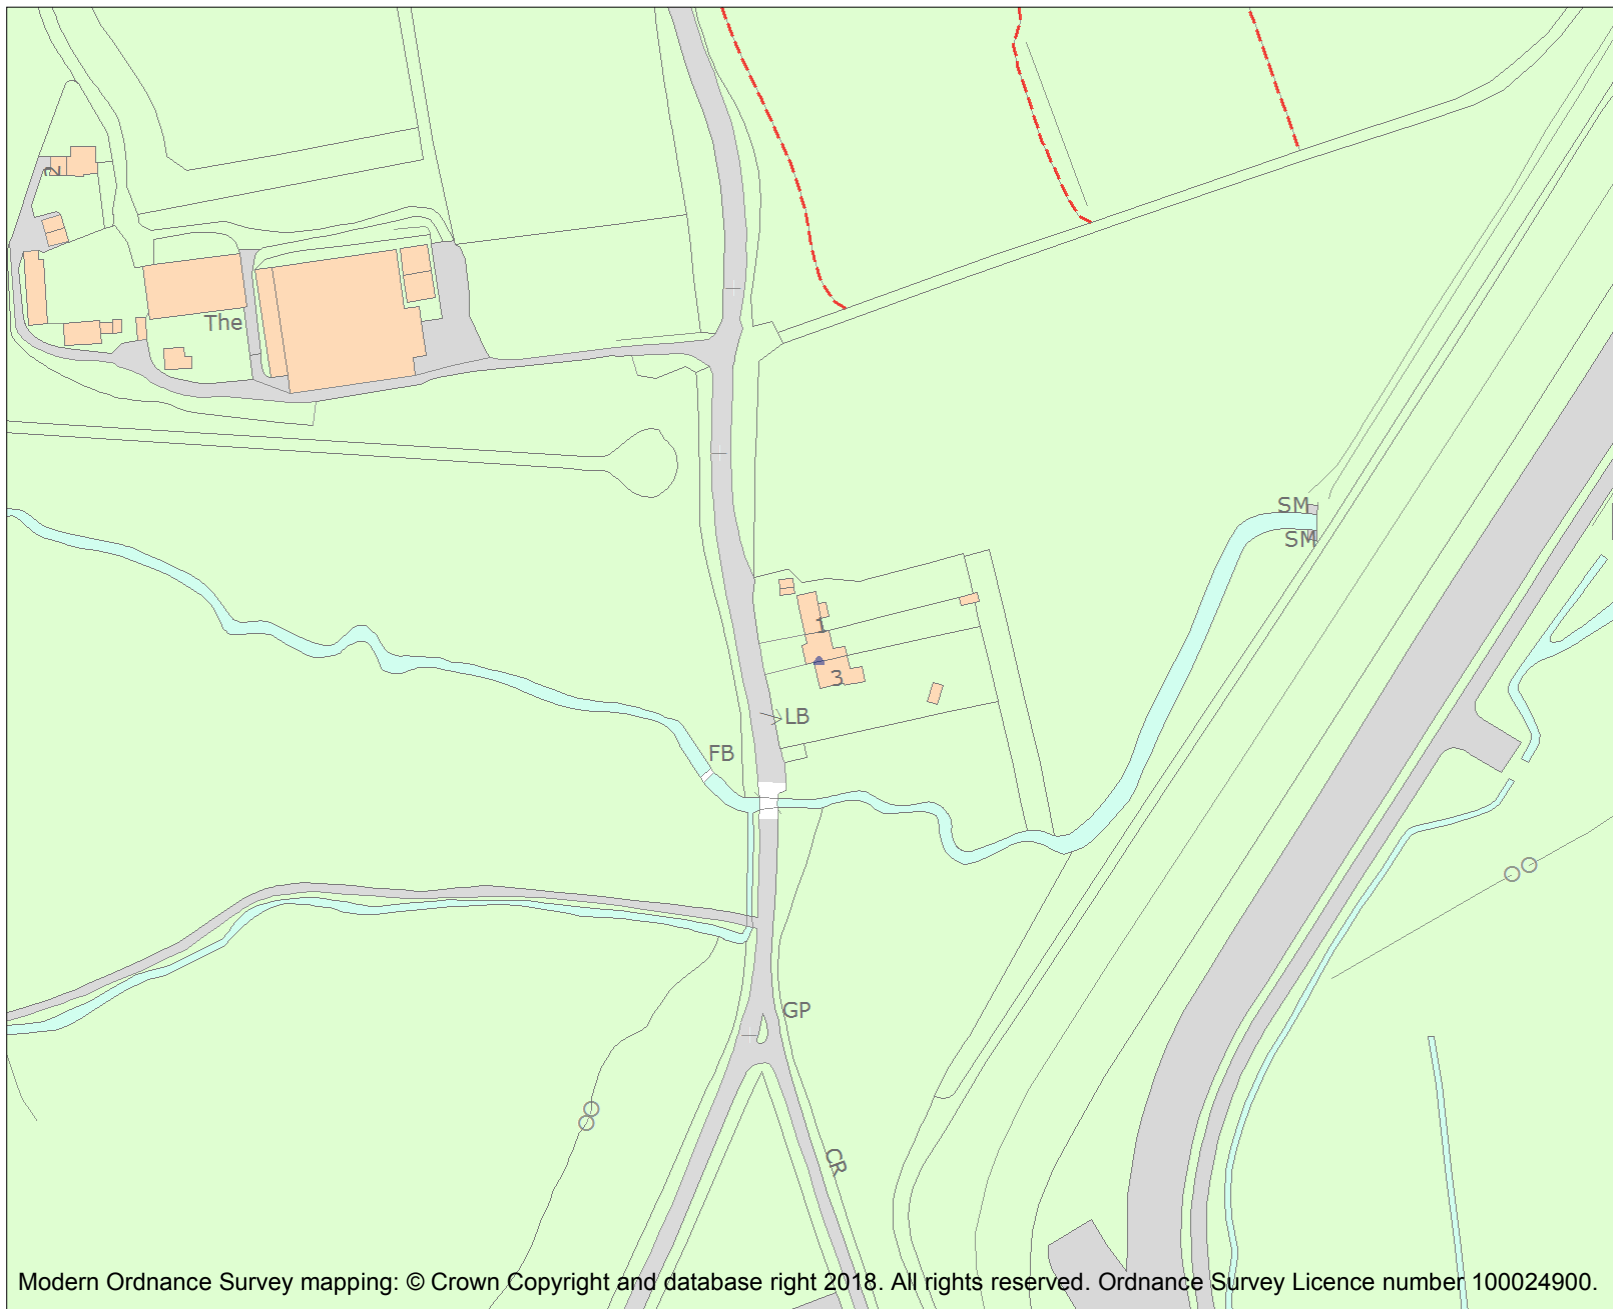 2
The
SM
SM
1
3
LB
FB
GP
CR
Modern Ordnance Survey mapping: © Crown Copyright and database right 2018. All rights reserved. Ordnance Survey Licence number 100024900.